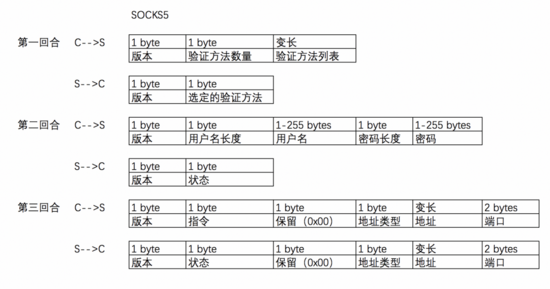 SOCKS5
第一回合 C-->S 1 byte 1 byte 变长
版本 验证方法数量 验证方法列表
S-->C 1 byte 1 byte
版本 选定的验证方法
第二回合 C-->S 1 byte 1 byte 1-255 bytes 1 byte 1-255 bytes
版本 用户名长度 用户名 密码长度 密码
S-->C 1 byte 1 byte
版本 状态
第三回合 C-->S 1 byte 1 byte 1 byte 1 byte 变长 2 bytes
版本 指令 保留（0x00） 地址类型 地址 端口
S-->C 1 byte 1 byte 1 byte 1 byte 变长 2 bytes
版本 状态 保留（0x00） 地址类型 地址 端口